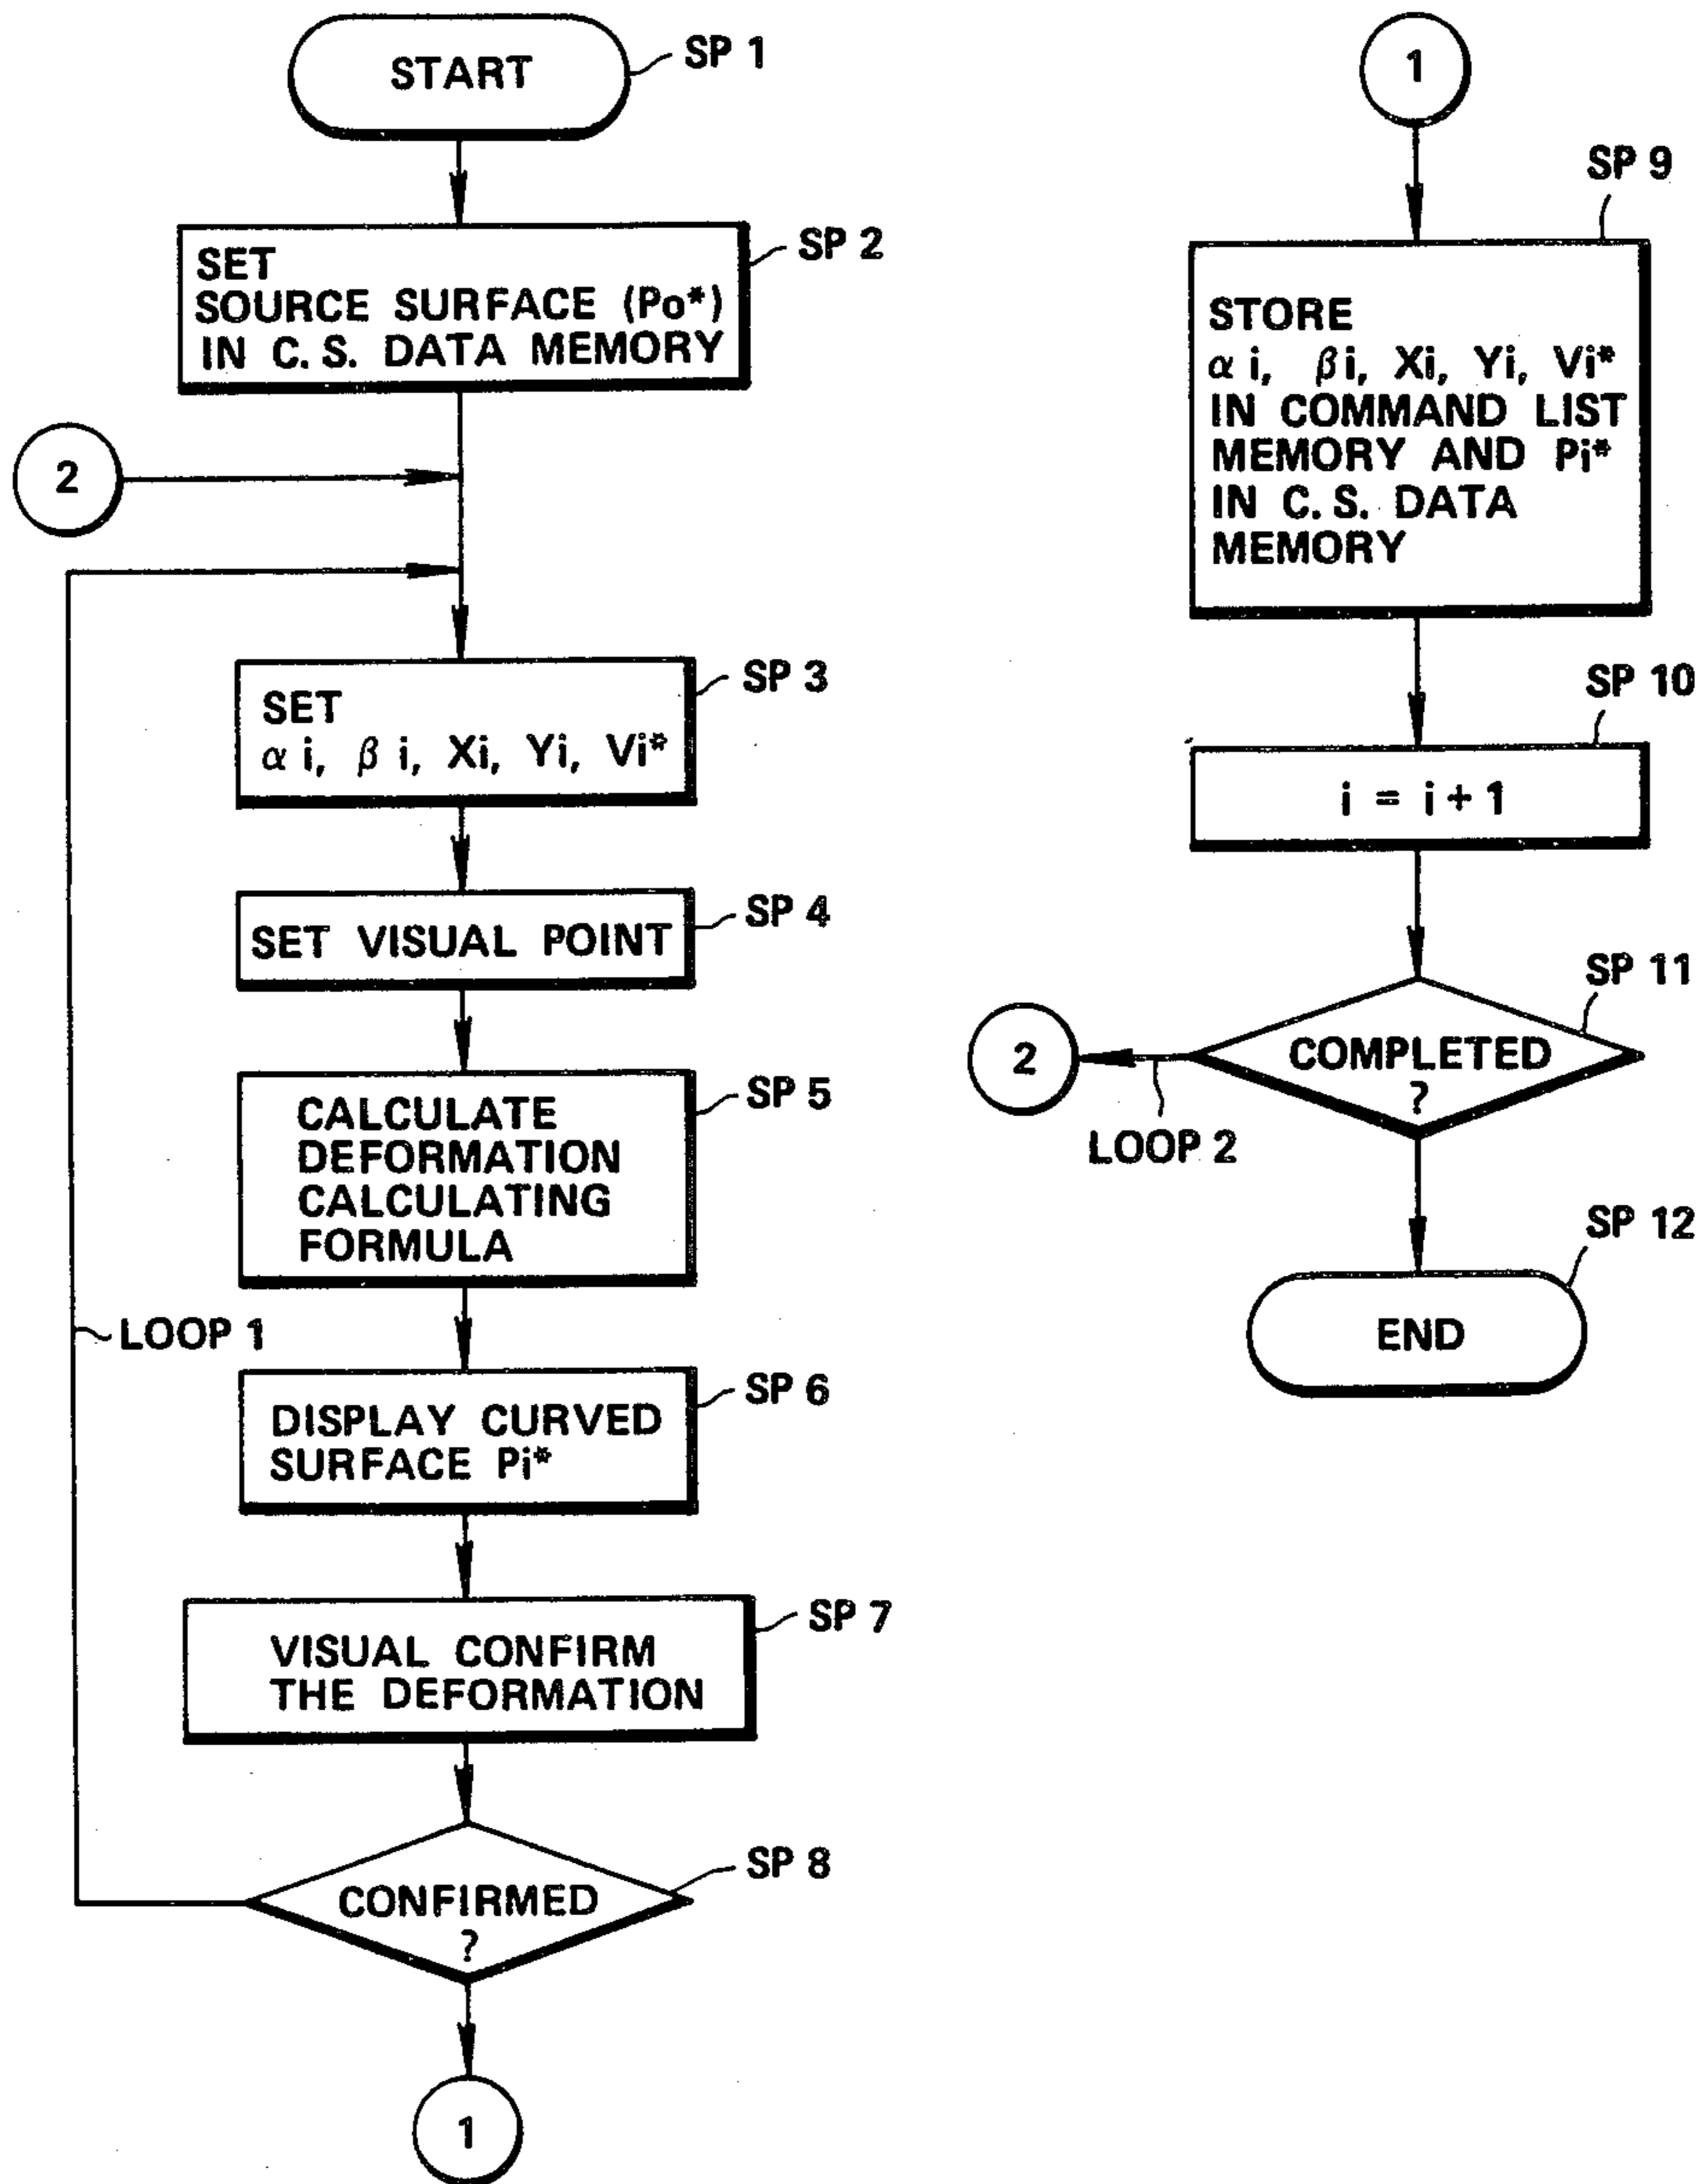 START
SP 1
SET
SOURCE SURFACE (Po*)
IN C.S. DATA MEMORY
SP 2
2
SET
α i, β i, Xi, Yi, Vi*
SP 3
SET VISUAL POINT
SP 4
CALCULATE
DEFORMATION
CALCULATING
FORMULA
SP 5
LOOP 1
DISPLAY CURVED
SURFACE Pi*
SP 6
VISUAL CONFIRM
THE DEFORMATION
SP 7
CONFIRMED
?
SP 8
1
1
SP 9
STORE
α i, β i, Xi, Yi, Vi*
IN COMMAND LIST
MEMORY AND Pi*
IN C.S. DATA
MEMORY
SP 10
i = i + 1
SP 11
COMPLETED
?
2
LOOP 2
SP 12
END